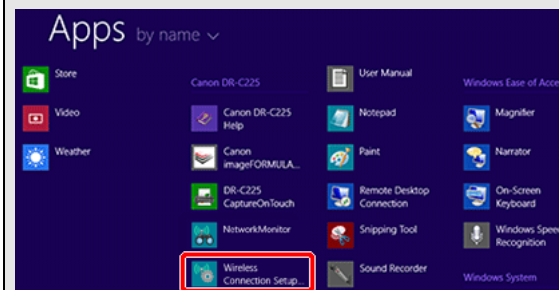 Apps by name
Store
Video
Weather
Canon DR-C225
Canon DR-C225
Help
Canon
imageFORMULA...
DR-C225
CaptureOnTouch
NetworkMonitor
Wireless
Connection Setup...
User Manual
Notepad
Paint
Remote Desktop
Connection
Snipping Tool
Sound Recorder
Windows Ease of Acce
Magnifier
Narrator
On-Screen
Keyboard
Windows Speec
Recognition
Windows System